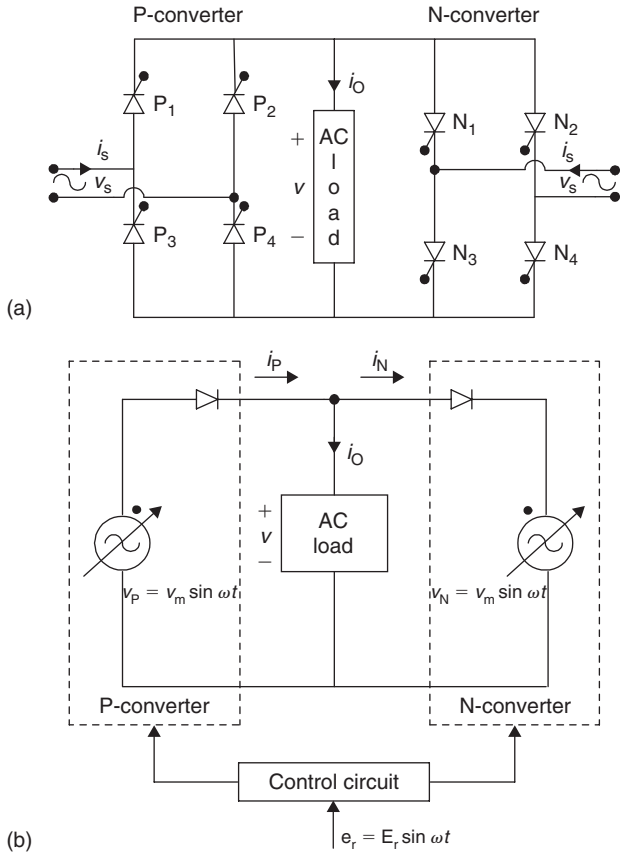 P-converter
N-converter
P1
P2
P3
P4
is
vs
iO
+
v
−
AC
l
o
a
d
N1
N2
N3
N4
is
vs
(a)
iP
iN
iO
+
v
−
AC
load
vP = vm sin ωt
vN = vm sin ωt
P-converter
N-converter
Control circuit
er = Er sin ωt
(b)